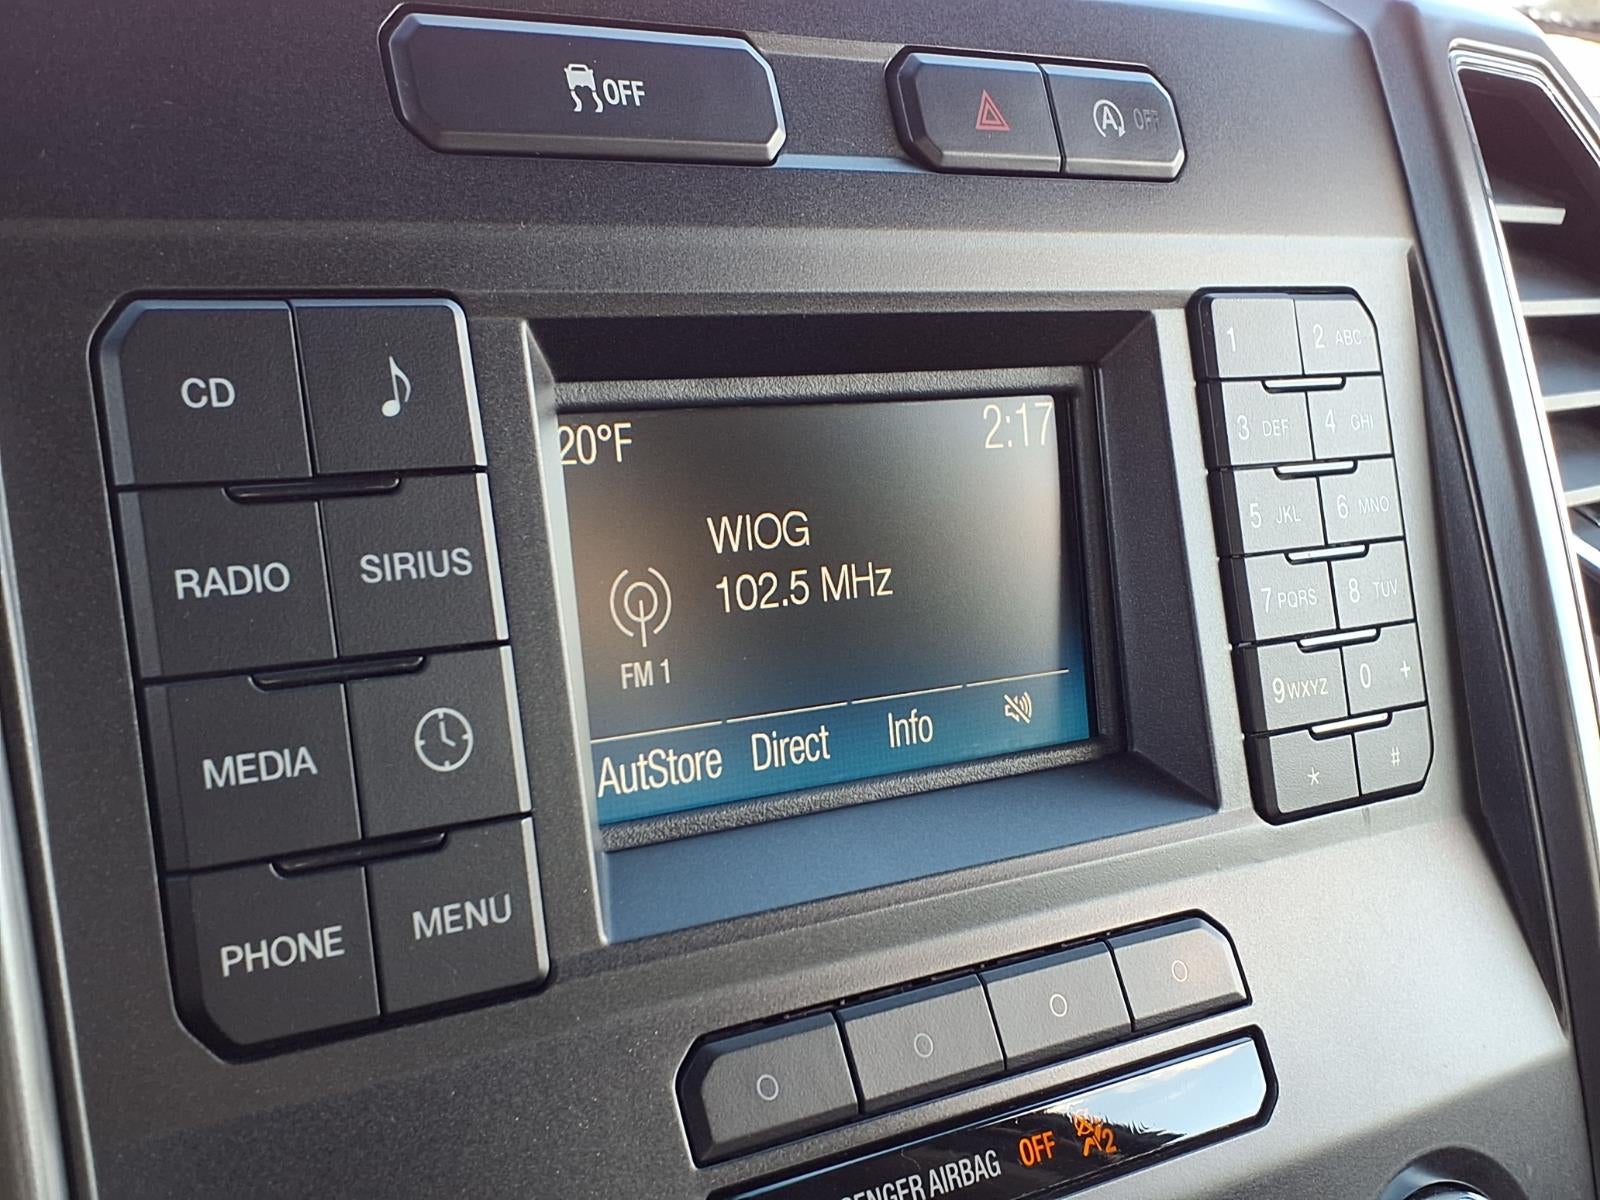 OFF
A OFF
CD
RADIO
SIRIUS
MEDIA
PHONE
MENU
20°F
2:17
WIOG
102.5 MHz
FM 1
AutStore
Direct
Info
1
2 ABC
3 DEF
4 GHI
5 JKL
6 MNO
7 PQRS
8 TUV
9 WXYZ
0 +
*
#
AIRBAG
OFF
2